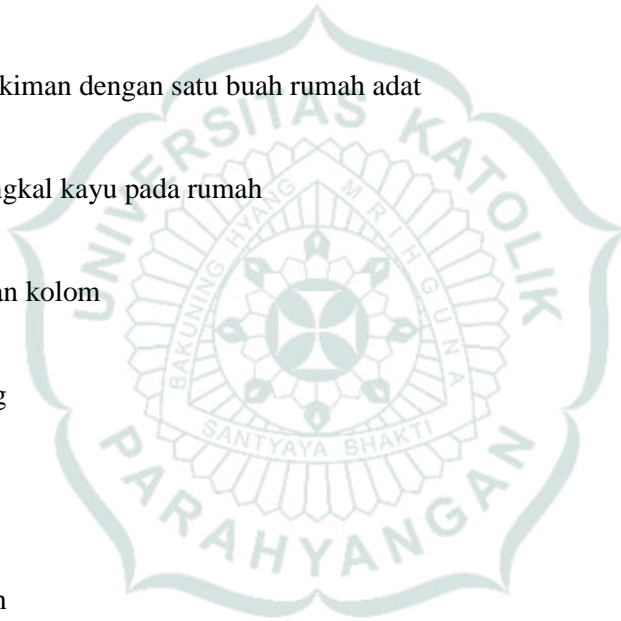 kiman dengan satu buah rumah adat
ngkal kayu pada rumah
an kolom
g
n
UNIVERSITAS KATOLIK
PARAHYANGAN
BAKUNING HYANG MRIH GUNA
SANTYAYA BHAKTI